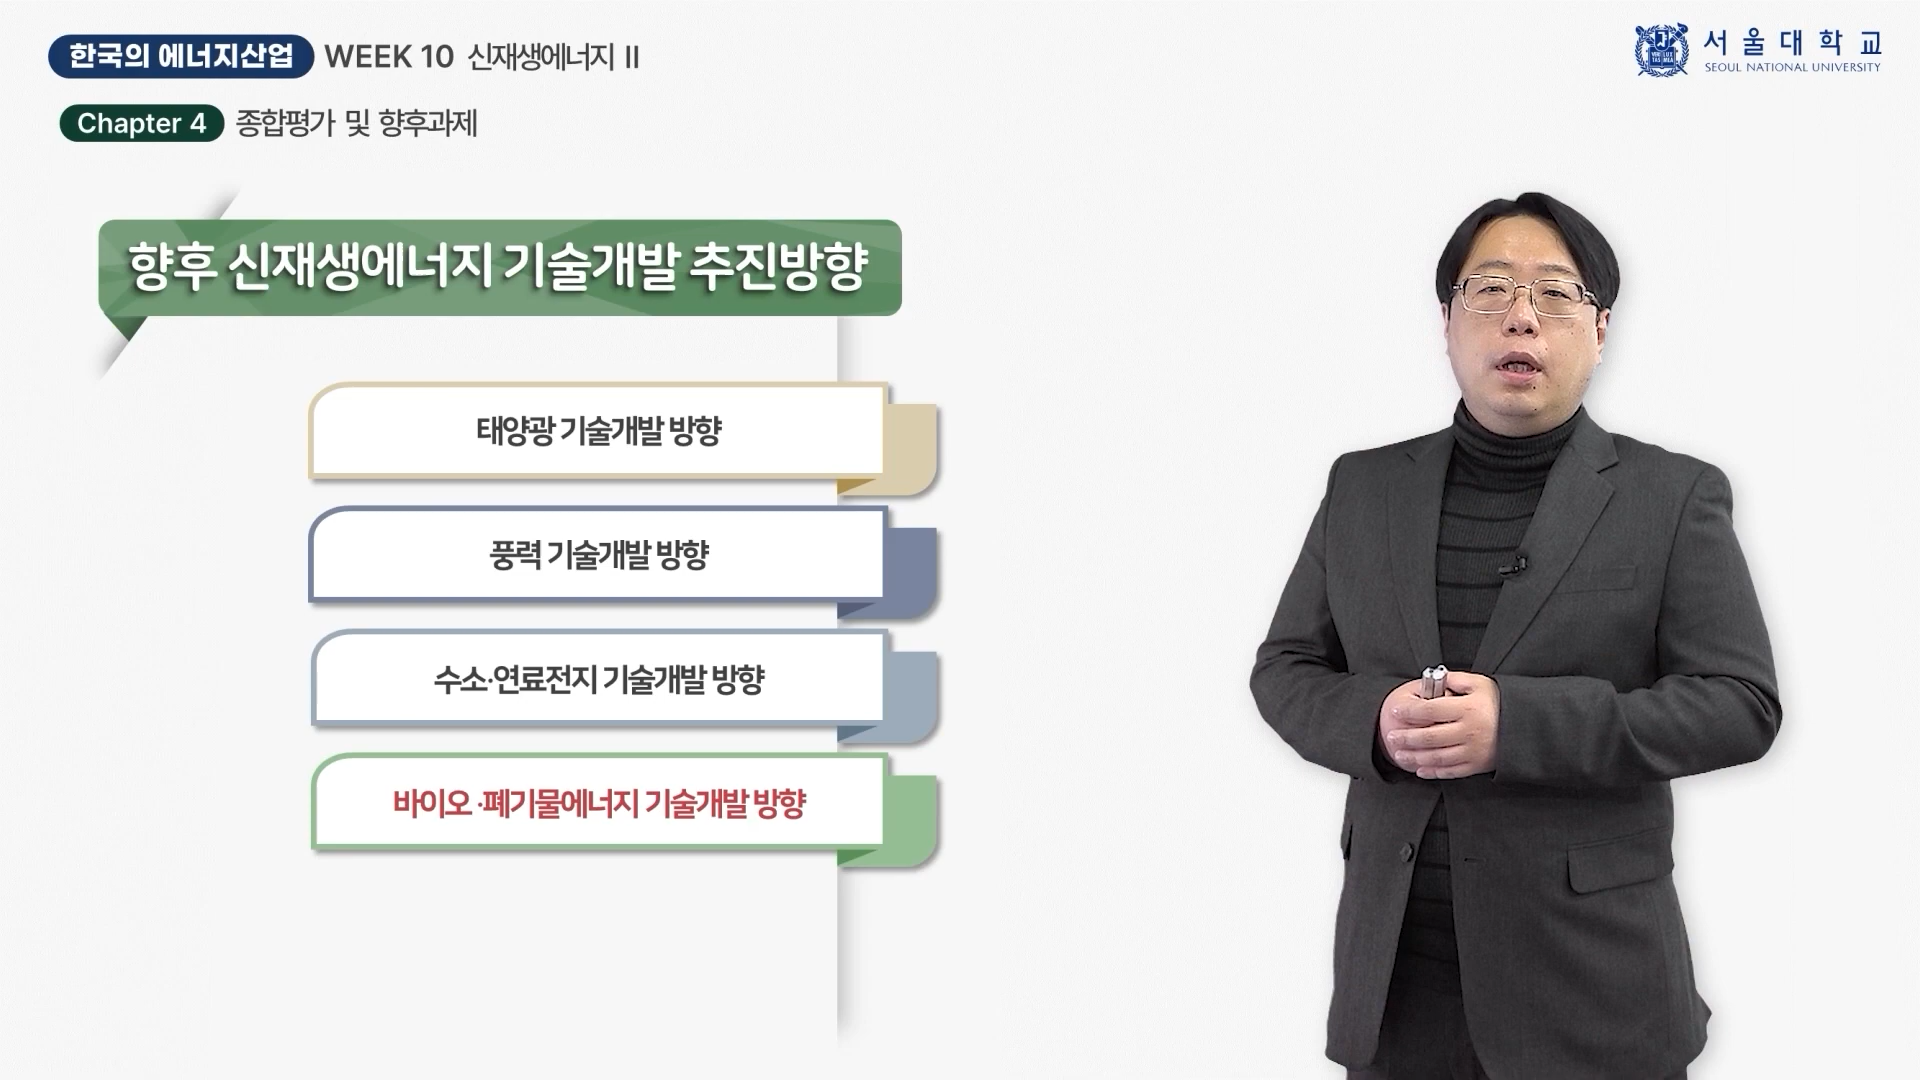 한국의 에너지산업 WEEK 10 신재생에너지 II
서울대학교
SEOUL NATIONAL UNIVERSITY
Chapter 4 종합평가 및 향후과제
향후 신재생에너지 기술개발 추진방향
태양광 기술개발 방향
풍력 기술개발 방향
수소·연료전지 기술개발 방향
바이오 ·폐기물에너지 기술개발 방향